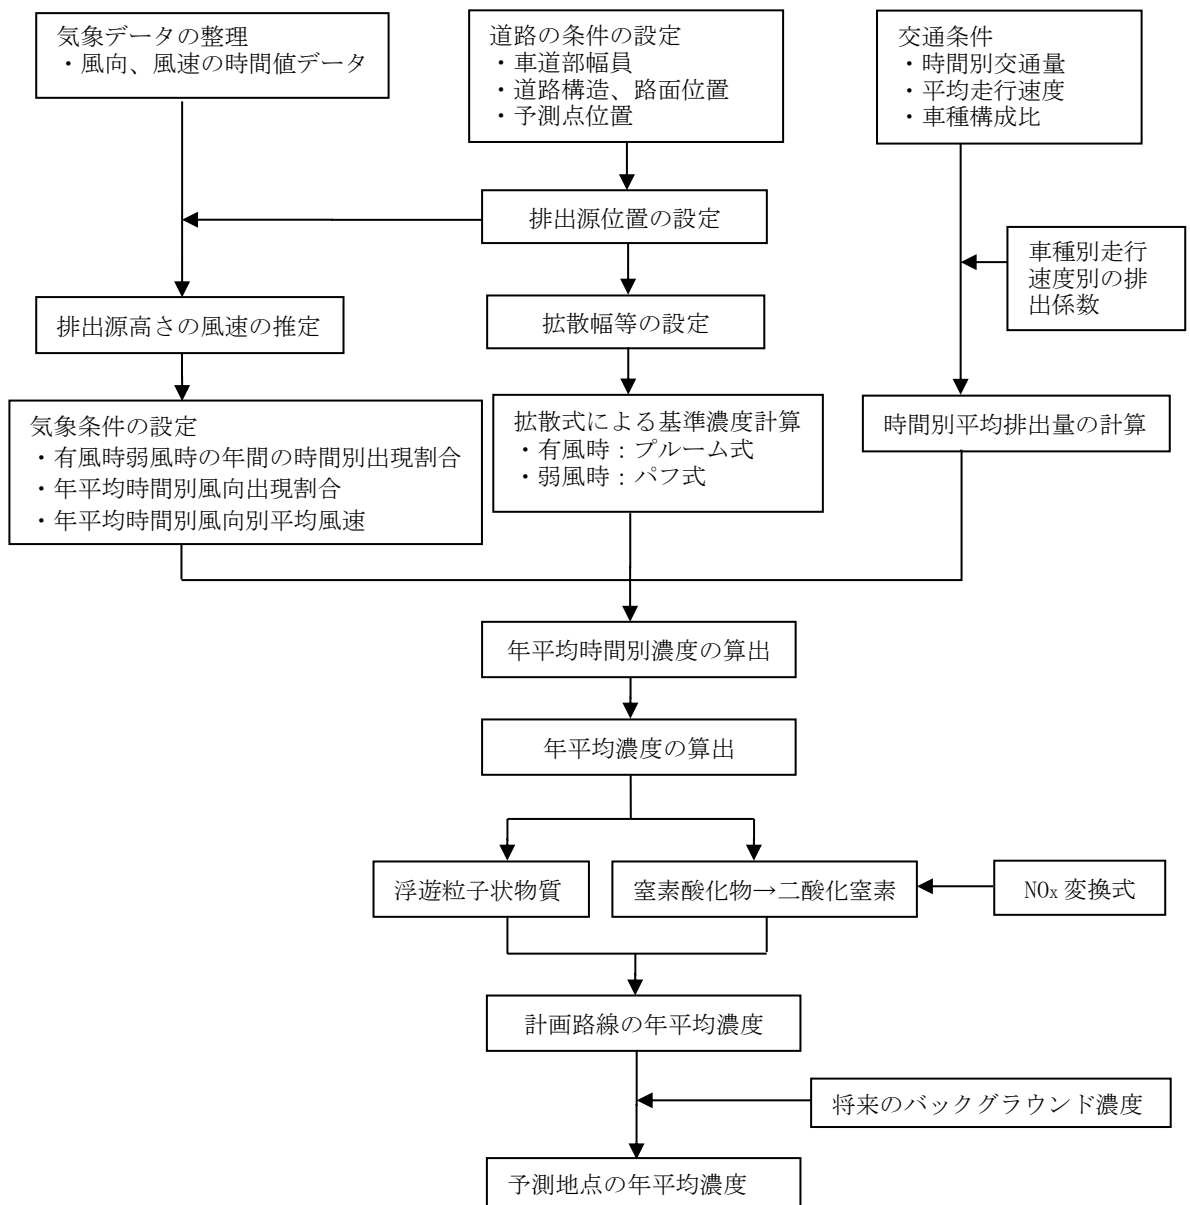 気象データの整理
・風向、風速の時間値データ
道路の条件の設定
・車道部幅員
・道路構造、路面位置
・予測点位置
交通条件
・時間別交通量
・平均走行速度
・車種構成比
排出源位置の設定
車種別走行
速度別の排
出係数
排出源高さの風速の推定
拡散幅等の設定
気象条件の設定
・有風時弱風時の年間の時間別出現割合
・年平均時間別風向出現割合
・年平均時間別風向別平均風速
拡散式による基準濃度計算
・有風時：プルーム式
・弱風時：パフ式
時間別平均排出量の計算
年平均時間別濃度の算出
年平均濃度の算出
浮遊粒子状物質
窒素酸化物→二酸化窒素
NOx 変換式
計画路線の年平均濃度
将来のバックグラウンド濃度
予測地点の年平均濃度